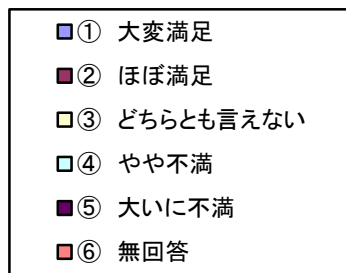 ① 大変満足
② ほぼ満足
③ どちらとも言えない
④ やや不満
⑤ 大いに不満
⑥ 無回答